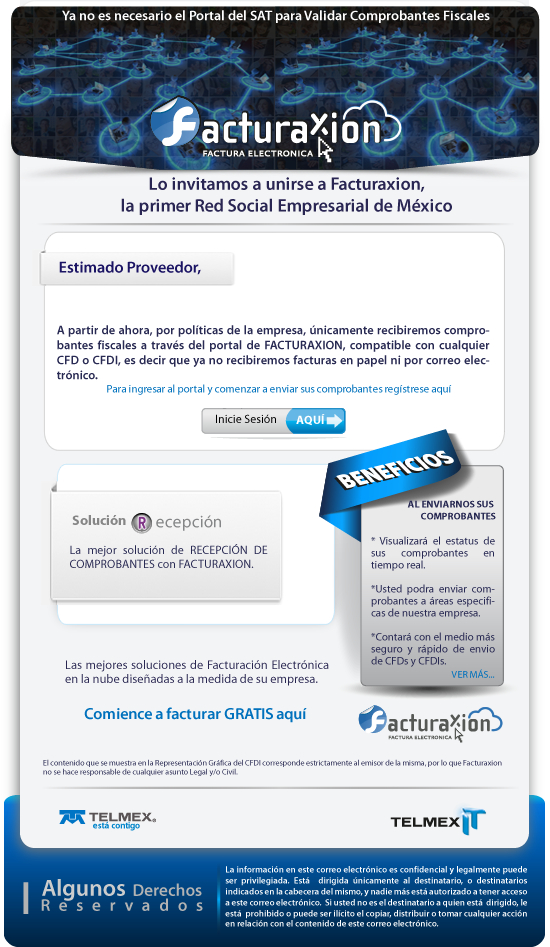 Ya no es necesario el Portal del SAT para Validar Comprobantes Fiscales
facturaxion
FACTURA ELECTRONICA
Lo invitamos a unirse a Facturaxion,
la primer Red Social Empresarial de México
Estimado Proveedor,
A partir de ahora, por políticas de la empresa, únicamente recibiremos compro-
bantes fiscales a través del portal de FACTURAXION, compatible con cualquier
CFD o CFDI, es decir que ya no recibiremos facturas en papel ni por correo elec-
trónico.
Para ingresar al portal y comenzar a enviar sus comprobantes regístrese aquí
Inicie Sesión AQUÍ
BENEFICIOS
AL ENVIARNOS SUS
COMPROBANTES
* Visualizará el estatus de
sus comprobantes en
tiempo real.
*Usted podra enviar com-
probantes a áreas especifi-
cas de nuestra empresa.
*Contará con el medio más
seguro y rápido de envio
de CFDs y CFDIs.
VER MÁS...
Solución Recepción
La mejor solución de RECEPCIÓN DE
COMPROBANTES con FACTURAXION.
Las mejores soluciones de Facturación Electrónica
en la nube diseñadas a la medida de su empresa.
Comience a facturar GRATIS aquí
facturaxion
FACTURA ELECTRONICA
El contenido que se muestra en la Representación Gráfica del CFDI corresponde estrictamente al emisor de la misma, por lo que Facturaxion
no se hace responsable de cualquier asunto Legal y/o Civil.
TELMEX®
está contigo
TELMEX IT
Algunos Derechos
Reservados
La información en este correo electrónico es confidencial y legalmente puede
ser privilegiada. Está dirigida únicamente al destinatario, o destinatarios
indicados en la cabecera del mismo, y nadie más está autorizado a tener acceso
a este correo electrónico. Si usted no es el destinatario a quien está dirigido, le
está prohibido o puede ser ilícito el copiar, distribuir o tomar cualquier acción
en relación con el contenido de este correo electrónico.